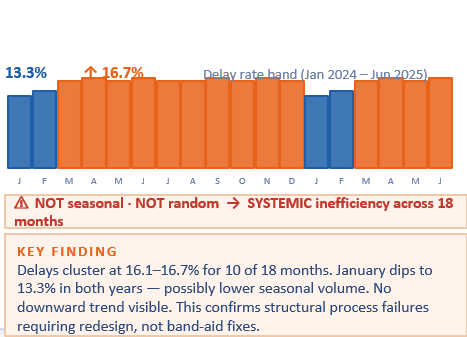 13.3% ↑ 16.7% Delay rate band (Jan 2024 – Jun 2025)
J F M A M J J A S O N D J F M A M J
⚠ NOT seasonal · NOT random → SYSTEMIC inefficiency across 18
months
KEY FINDING
Delays cluster at 16.1–16.7% for 10 of 18 months. January dips to
13.3% in both years — possibly lower seasonal volume. No
downward trend visible. This confirms structural process failures
requiring redesign, not band-aid fixes.